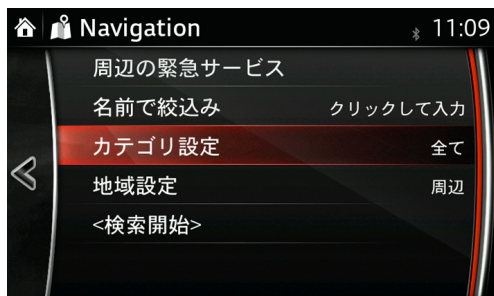 Navigation 11:09
周辺の緊急サービス
名前で絞込み クリックして入力
カテゴリ設定 全て
地域設定 周辺
<検索開始>